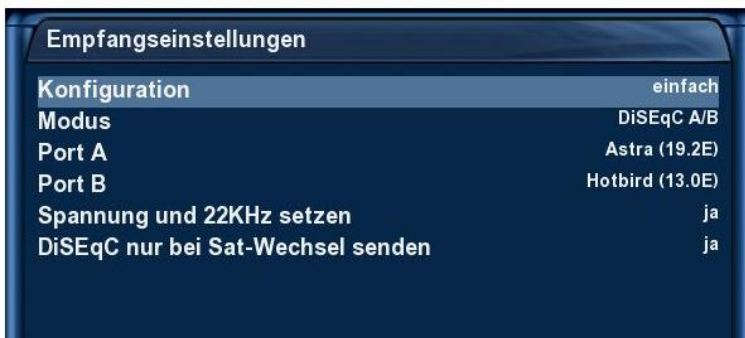 Empfangseinstellungen
Konfiguration einfach
Modus DiSEqC A/B
Port A Astra (19.2E)
Port B Hotbird (13.0E)
Spannung und 22KHz setzen ja
DiSEqC nur bei Sat-Wechsel senden ja